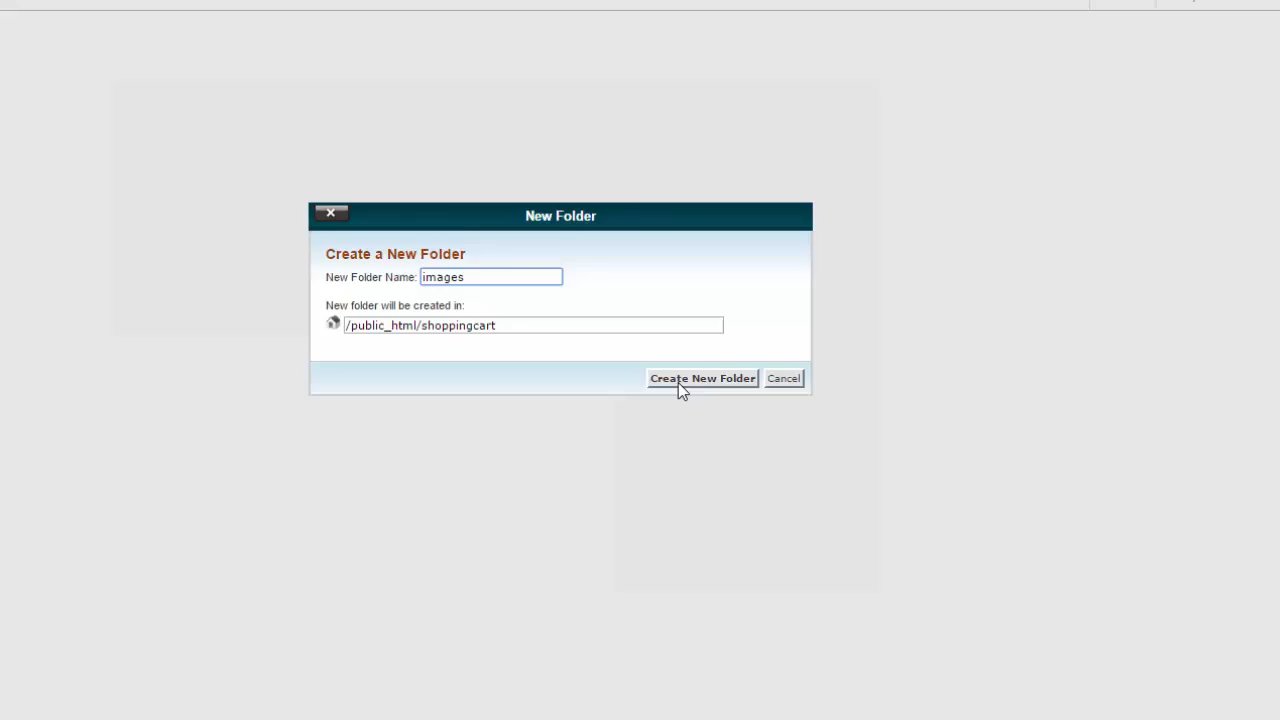 New Folder
Create a New Folder
New Folder Name: images
New folder will be created in:
/public_html/shoppingcart
Create New Folder Cancel